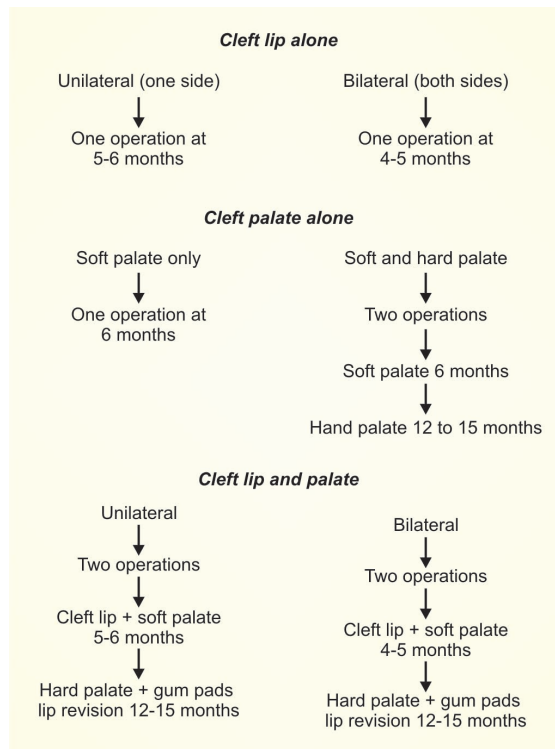 Cleft lip alone
Unilateral (one side)
One operation at
5-6 months
Bilateral (both sides)
One operation at
4-5 months
Cleft palate alone
Soft palate only
One operation at
6 months
Soft and hard palate
Two operations
Soft palate 6 months
Hand palate 12 to 15 months
Cleft lip and palate
Unilateral
Two operations
Cleft lip + soft palate
5-6 months
Hard palate + gum pads
lip revision 12-15 months
Bilateral
Two operations
Cleft lip + soft palate
4-5 months
Hard palate + gum pads
lip revision 12-15 months